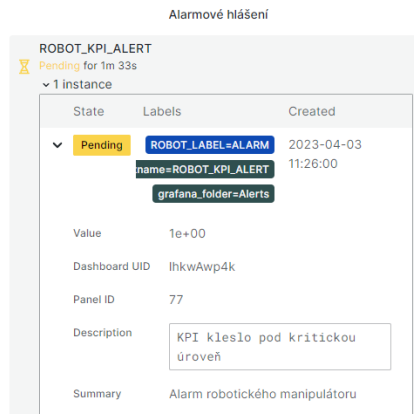 Alarmové hlášení
ROBOT_KPI_ALERT
Pending for 1m 33s
1 instance
State Labels Created
Pending ROBOT_LABEL=ALARM 2023-04-03
name=ROBOT_KPI_ALERT 11:26:00
grafana_folder=Alerts
Value 1e+00
Dashboard UID IhkwAwp4k
Panel ID 77
Description KPI kleslo pod kritickou
úroveň
Summary Alarm robotického manipulátoru